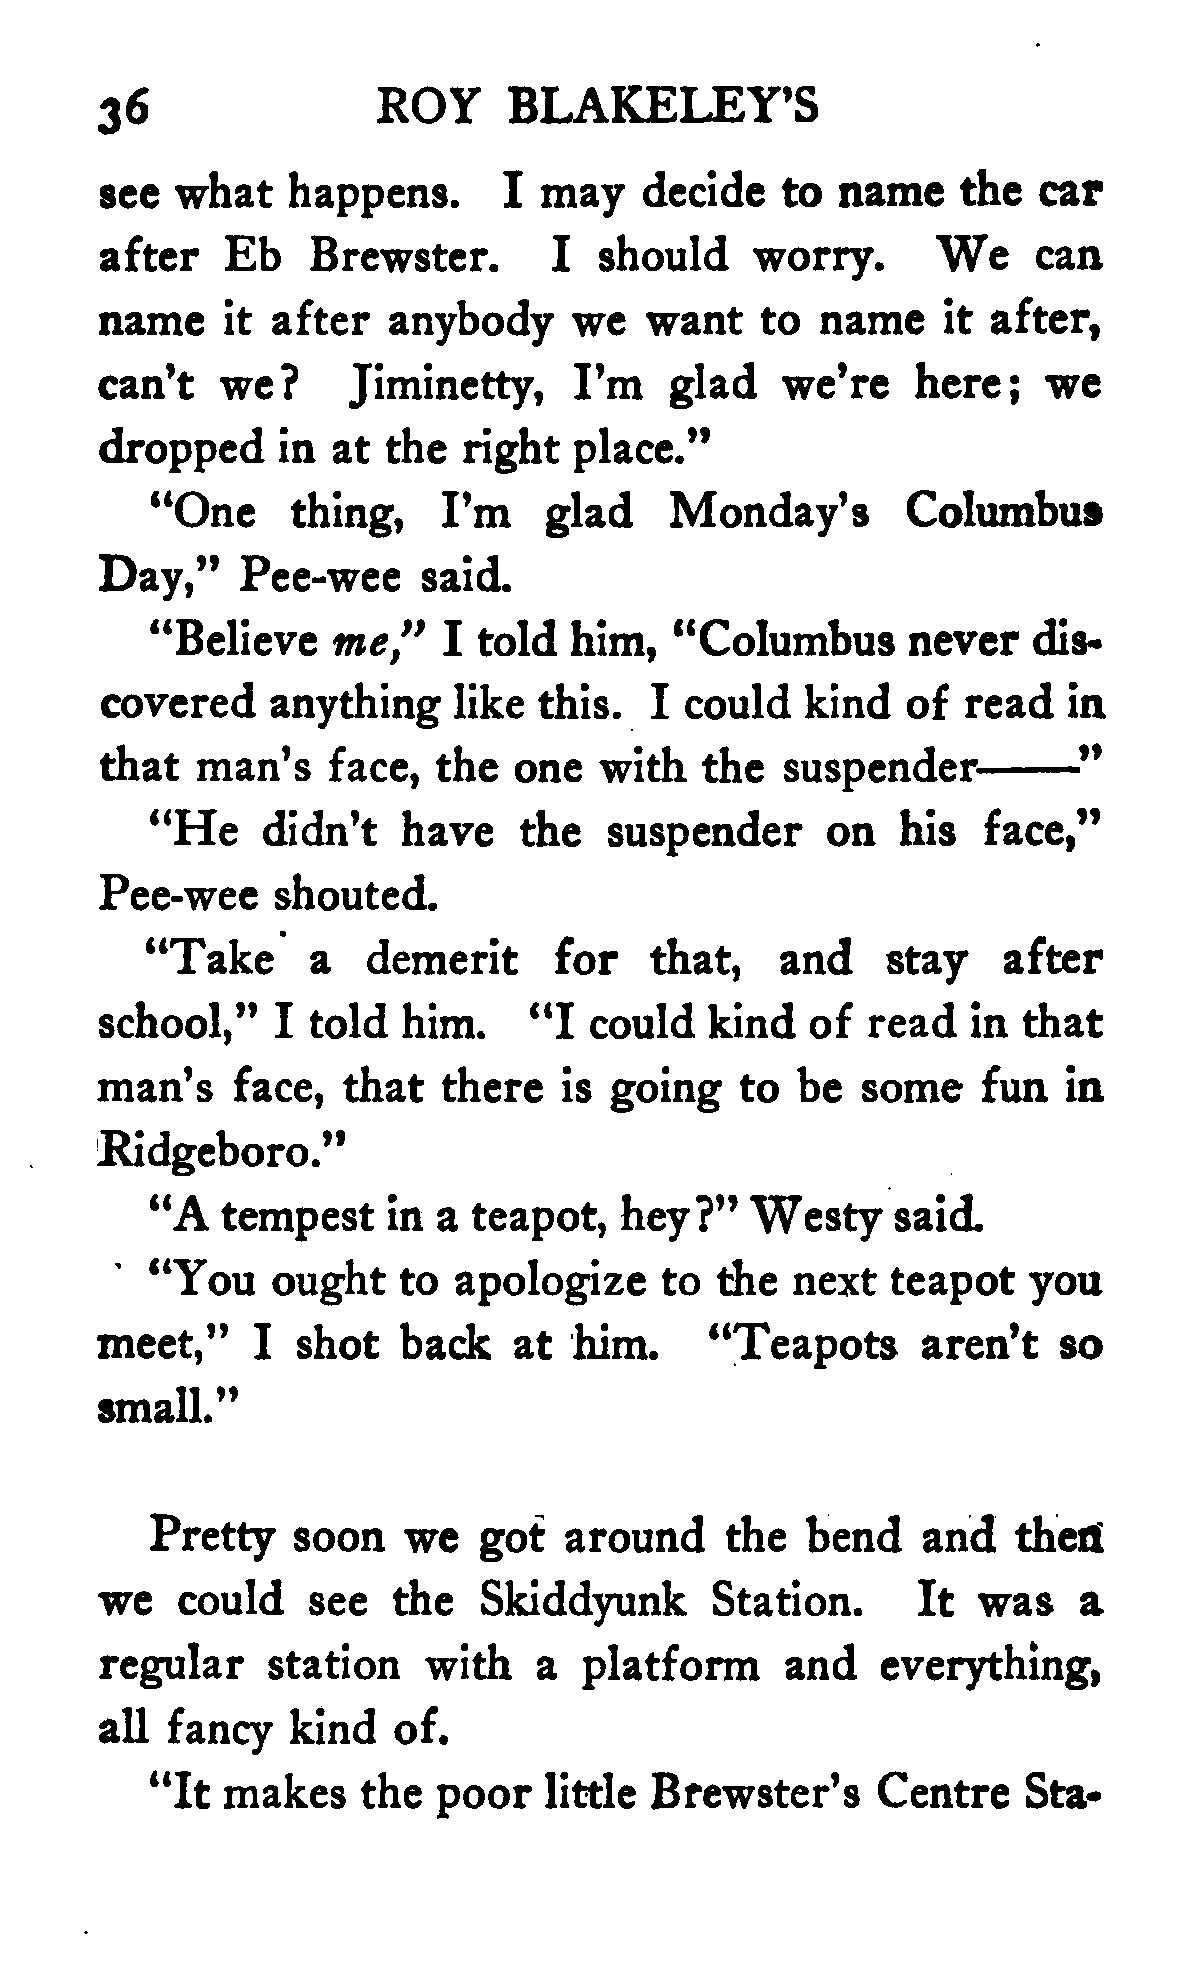 36 ROY BLAKELEY'S
see what happens. I may decide to name the car
after Eb Brewster. I should worry. We can
name it after anybody we want to name it after,
can't we? Jiminetty, I'm glad we're here; we
dropped in at the right place."
"One thing, I'm glad Monday's Columbus
Day," Pee-wee said.
"Believe me," I told him, "Columbus never dis-
covered anything like this. I could kind of read in
that man's face, the one with the suspender——"
"He didn't have the suspender on his face,"
Pee-wee shouted.
"Take a demerit for that, and stay after
school," I told him. "I could kind of read in that
man's face, that there is going to be some fun in
Ridgeboro."
"A tempest in a teapot, hey?" Westy said.
"You ought to apologize to the next teapot you
meet," I shot back at him. "Teapots aren't so
small."
Pretty soon we got around the bend and then
we could see the Skiddyunk Station. It was a
regular station with a platform and everything,
all fancy kind of.
"It makes the poor little Brewster's Centre Sta-